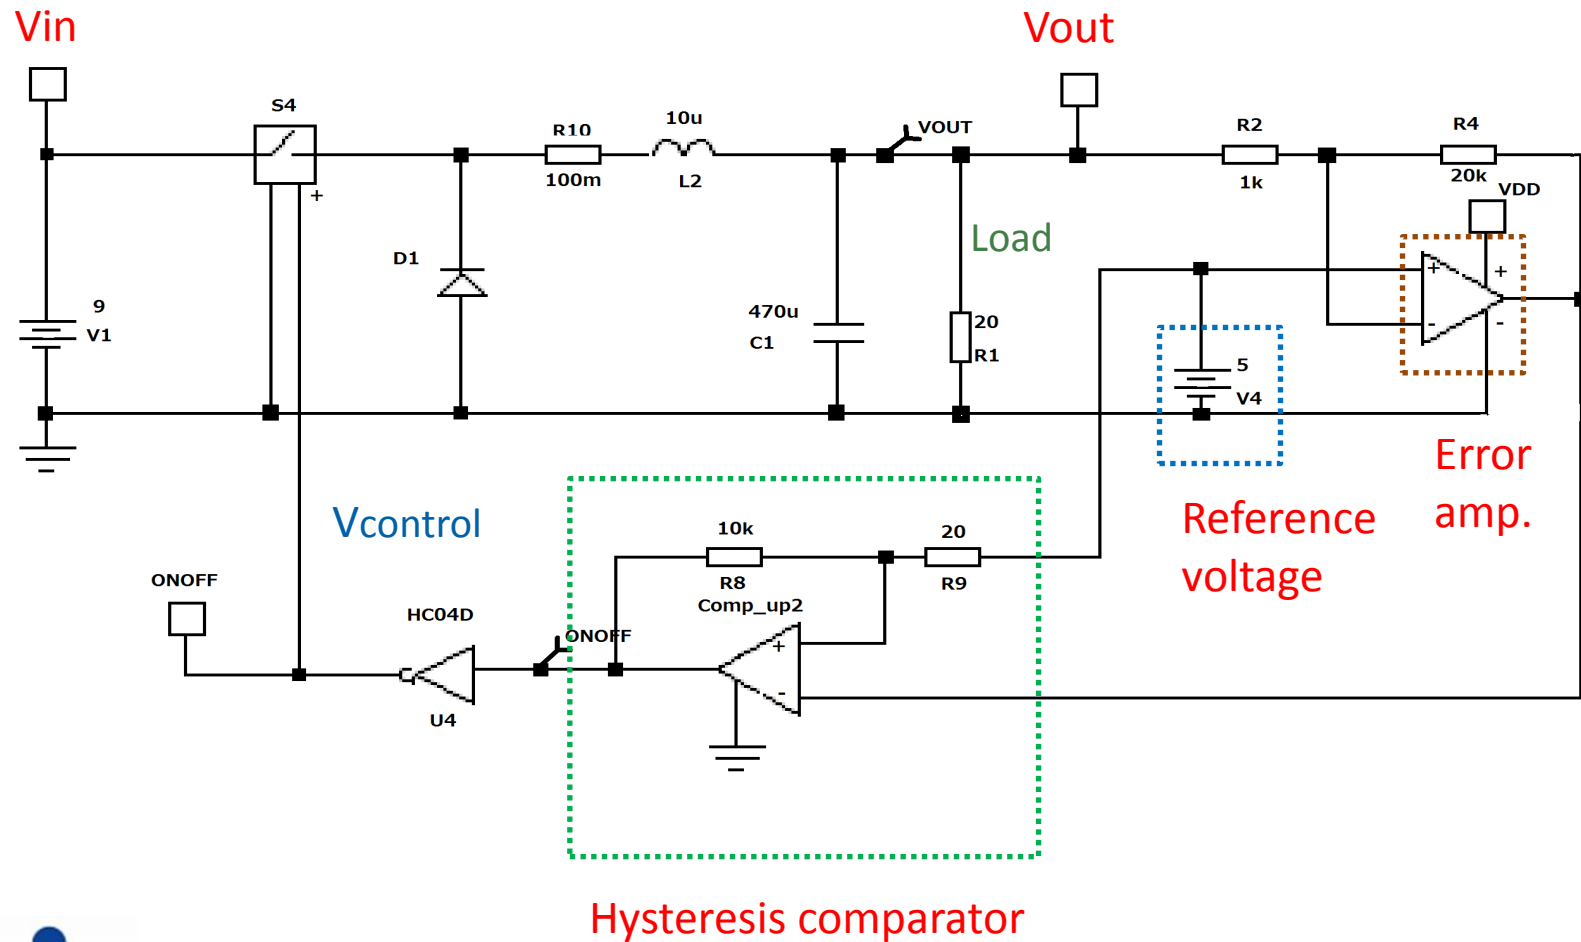 Vin
Vout
S4
R10
100m
10u
L2
VOUT
R2
1k
R4
20k
VDD
+
D1
Load
9
V1
470u
C1
20
R1
+
+
-
-
5
V4
Error
amp.
Reference
voltage
Vcontrol
ONOFF
HC04D
U4
ONOFF
10k
R8
Comp_up2
20
R9
+
-
Hysteresis comparator